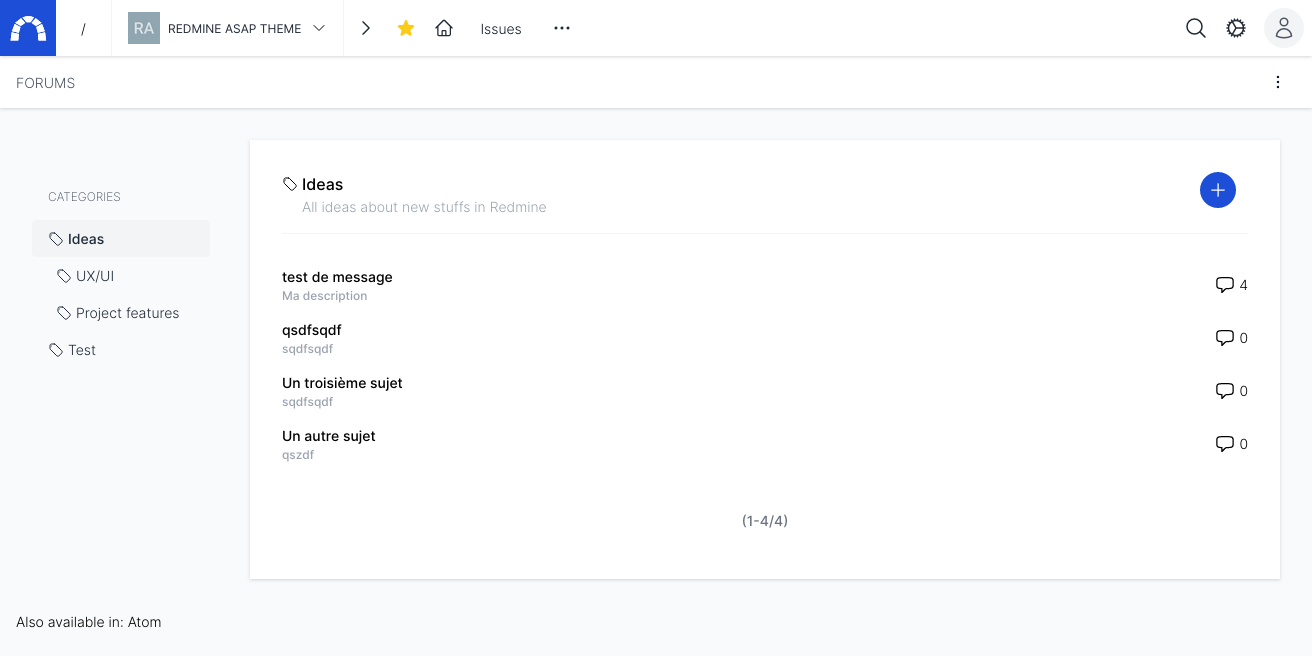 /
RA REDMINE ASAP THEME
Issues
FORUMS
CATEGORIES
Ideas
UX/UI
Project features
Test
Ideas
All ideas about new stuffs in Redmine
test de message
Ma description
4
qsdfsqdf
sqdfsqdf
0
Un troisième sujet
sqdfsqdf
0
Un autre sujet
qszdf
0
(1-4/4)
Also available in: Atom